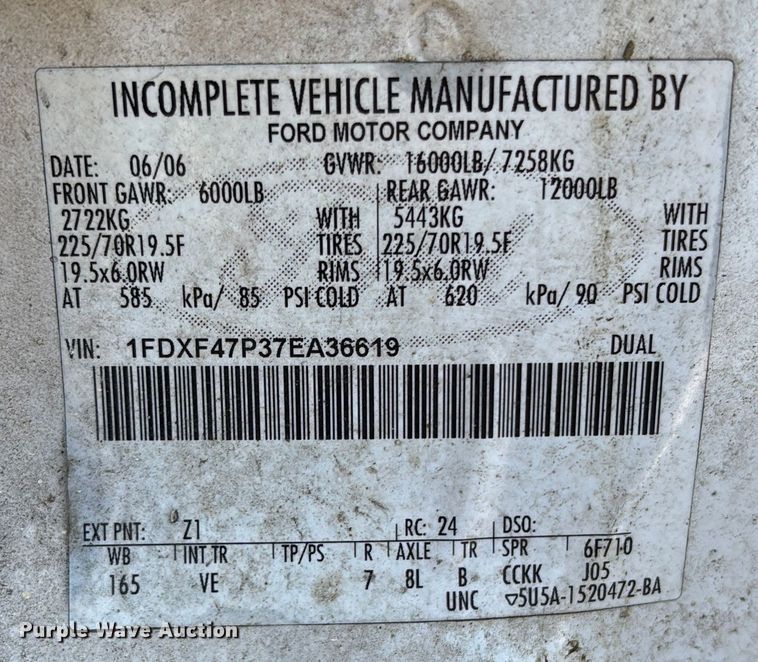 INCOMPLETE VEHICLE MANUFACTURED BY
FORD MOTOR COMPANY
DATE: 06/06 GVWR: 16000LB/ 7258KG
FRONT GAWR: 6000LB REAR GAWR: 12000LB
2722KG WITH 5443KG WITH
225/70R19.5F TIRES 225/70R19.5F TIRES
19.5x6.0RW RIMS 19.5x6.0RW RIMS
AT 585 kPa/ 85 PSI COLD AT 620 kPa/ 90 PSI COLD
VIN: 1FDXF47P37EA36619 DUAL
EXT PNT: Z1 RC: 24 DSO:
WB INT TR TP/PS R AXLE TR SPR 6F710
165 VE 7 8L B CCKK J05
UNC ▽5U5A-1520472-BA
Purple Wave Auction